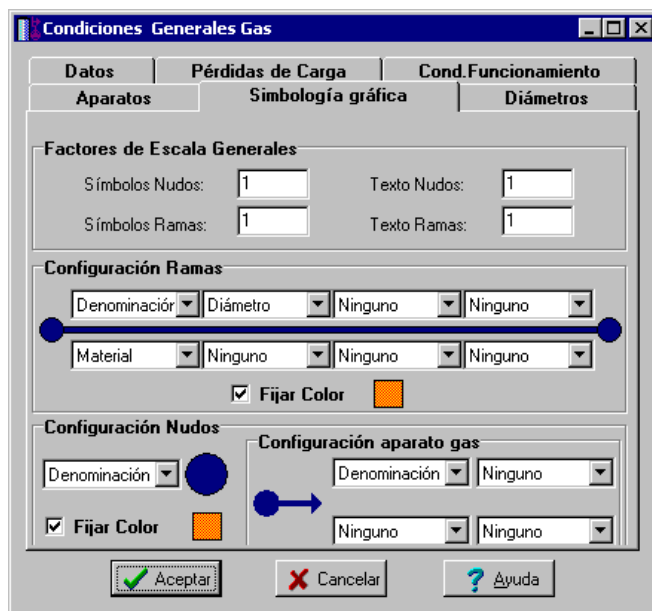 Condiciones Generales Gas
Datos Pérdidas de Carga Cond.Funcionamiento
Aparatos Simbología gráfica Diámetros
Factores de Escala Generales
Símbolos Nudos: 1 Texto Nudos: 1
Símbolos Ramas: 1 Texto Ramas: 1
Configuración Ramas
Denominación Diámetro Ninguno Ninguno
Material Ninguno Ninguno Ninguno
Fijar Color
Configuración Nudos
Configuración aparato gas
Denominación Denominación Ninguno
Fijar Color Ninguno Ninguno
Aceptar Cancelar Ayuda